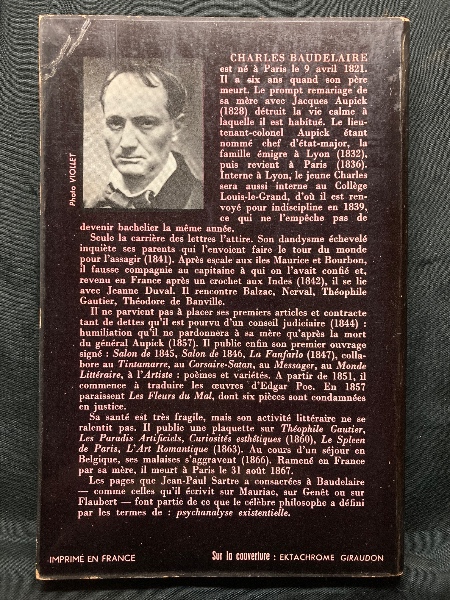 CHARLES BAUDELAIRE
est né à Paris le 9 avril 1821.
Il a six ans quand son père
meurt. Le prompt remariage de
sa mère avec Jacques Aupick
(1828) détruit la vie calme à
laquelle il est habitué. Le lieu-
tenant-colonel Aupick étant
nommé chef d'état-major, la
famille émigre à Lyon (1832),
puis revient à Paris (1836).
Interne à Lyon, le jeune Charles
sera aussi interne au Collège
Louis-le-Grand, d'où il est ren-
voyé pour indiscipline en 1839,
ce qui ne l'empêche pas de
devenir bachelier la même année.
Photo VIOLLET
Seule la carrière des lettres l'attire. Son dandysme échevelé
inquiète ses parents qui l'envoient faire le tour du monde
pour l'assagir (1841). Après escale aux îles Maurice et Bourbon,
il fausse compagnie au capitaine à qui on l'avait confié et,
revenu en France après un crochet aux Indes (1842), il se lie
avec Jeanne Duval. Il rencontre Balzac, Nerval, Théophile
Gautier, Théodore de Banville.
Il ne parvient pas à placer ses premiers articles et contracte
tant de dettes qu'il est pourvu d'un conseil judiciaire (1844) :
humiliation qu'il ne pardonnera à sa mère qu'après la mort
du général Aupick (1857). Il publie enfin son premier ouvrage
signé : Salon de 1845, Salon de 1846, La Fanfarlo (1847), colla-
bore au Tintamarre, au Corsaire-Satan, au Messager, au Monde
Littéraire, à l'Artiste : poèmes et variétés. A partir de 1851, il
commence à traduire les œuvres d'Edgar Poe. En 1857
paraissent Les Fleurs du Mal, dont six pièces sont condamnées
en justice.
Sa santé est très fragile, mais son activité littéraire ne se
ralentit pas. Il publie une plaquette sur Théophile Gautier,
Les Paradis Artificiels, Curiosités esthétiques (1860), Le Spleen
de Paris, L'Art Romantique (1863). Au cours d'un séjour en
Belgique, ses malaises s'aggravent (1866). Ramené en France
par sa mère, il meurt à Paris le 31 août 1867.
Les pages que Jean-Paul Sartre a consacrées à Baudelaire
— comme celles qu'il écrivit sur Mauriac, sur Genêt ou sur
Flaubert — font partie de ce que le célèbre philosophe a défini
par les termes de : psychanalyse existentielle.
IMPRIMÉ EN FRANCE
Sur la couverture : EKTACHROME GIRAUDON